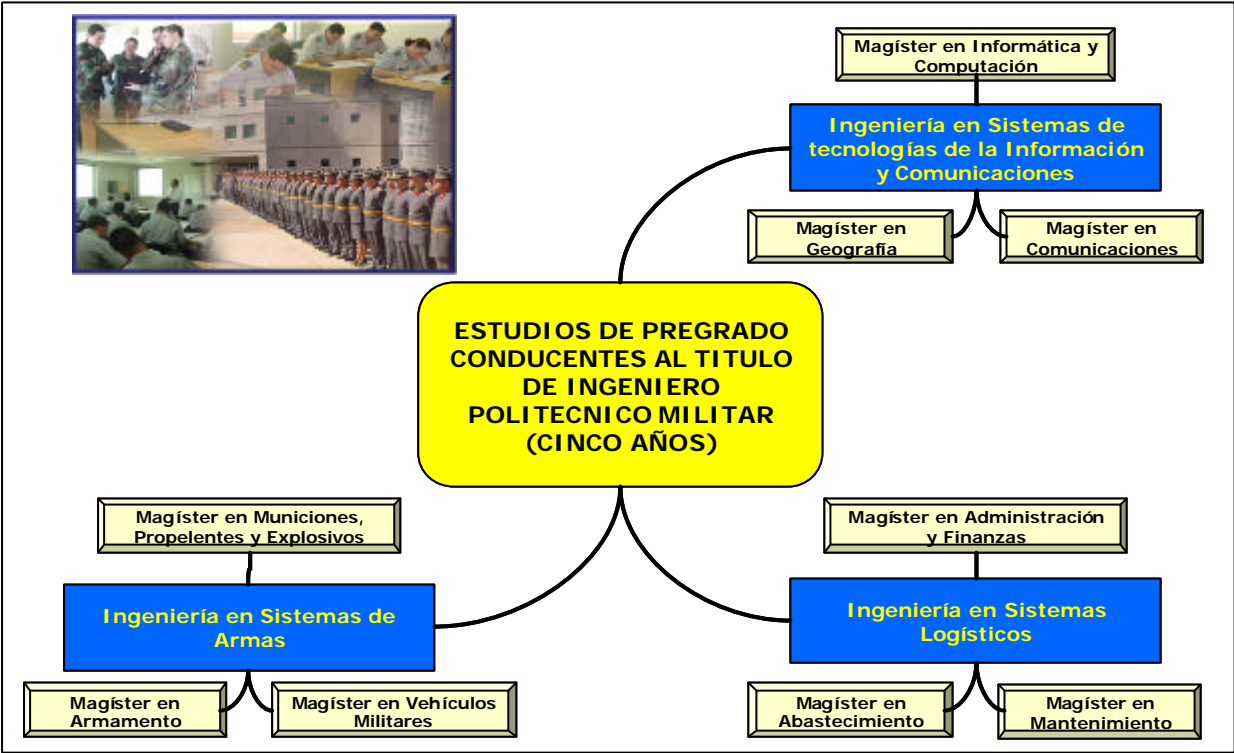 Magíster en Informática y
Computación
Ingeniería en Sistemas de
tecnologías de la Información
y Comunicaciones
Magíster en
Geografía
Magíster en
Comunicaciones
ESTUDIOS DE PREGRADO
CONDUCENTES AL TITULO
DE INGENIERO
POLITECNICO MILITAR
(CINCO AÑOS)
Magíster en Municiones,
Propelentes y Explosivos
Ingeniería en Sistemas de
Armas
Magíster en
Armamento
Magíster en Vehículos
Militares
Magíster en Administración
y Finanzas
Ingeniería en Sistemas
Logísticos
Magíster en
Abastecimiento
Magíster en
Mantenimiento